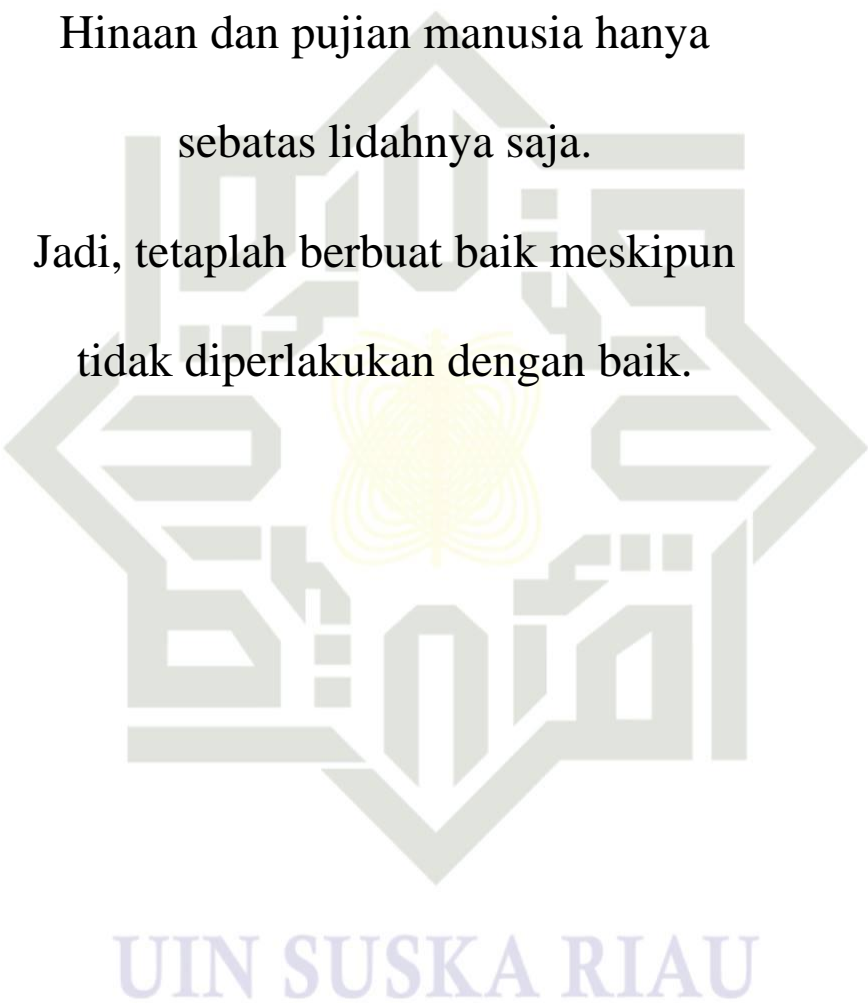 Hinaan dan pujian manusia hanya
sebatas lidahnya saja.
Jadi, tetaplah berbuat baik meskipun
tidak diperlakukan dengan baik.
UIN SUSKA RIAU